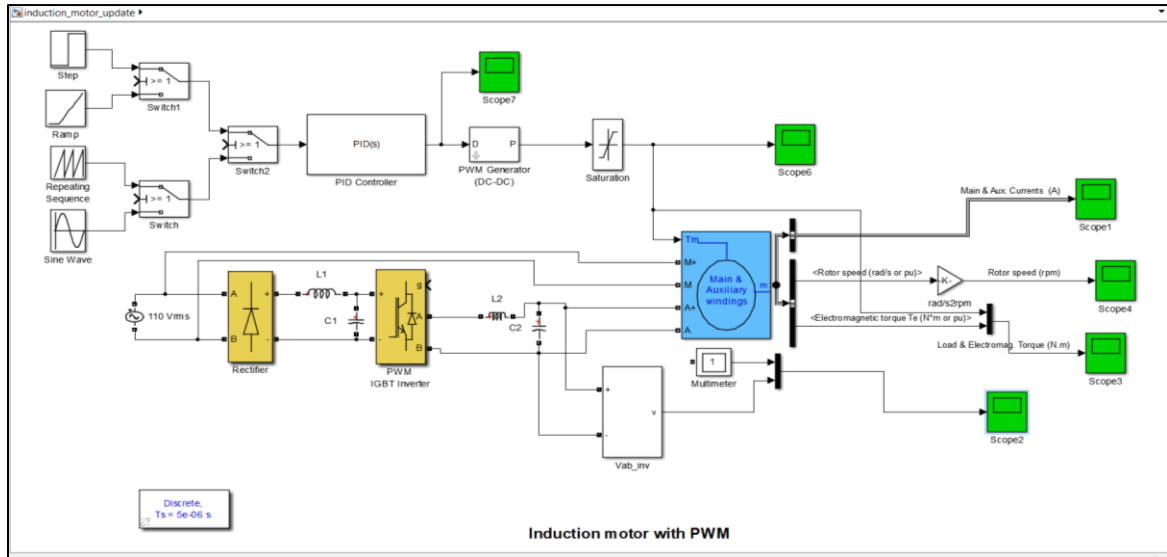 induction_motor_update
Step
>= 1
Switch1
Ramp
Scope7
>= 1
Switch2
PID(s)
PID Controller
D P
PWM Generator
(DC-DC)
Saturation
Scope6
Repeating
Sequence
>= 1
Switch
Sine Wave
Main & Aux. Currents (A)
Scope1
Tm
M+
M
A+
A
Main &
Auxiliary
windings
m
<Rotor speed (rad/s or pu)>
-K-
rad/s2rpm
Rotor speed (rpm)
Scope4
<Electromagnetic torque Te (N*m or pu)>
Load & Electromag. Torque (N.m)
Scope3
110 Vrms
A
B
+
-
Rectifier
L1
C1
+
-
g
A
B
PWM
IGBT Inverter
L2
C2
1
Multimeter
+
-
v
Vab_inv
Scope2
Discrete,
Ts = 5e-06 s
Induction motor with PWM